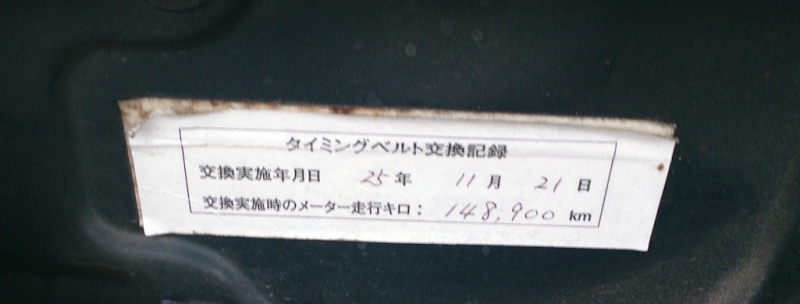 タイミングベルト交換記録
交換実施年月日 25年 11月 21日
交換実施時のメーター走行キロ： 148,900 km